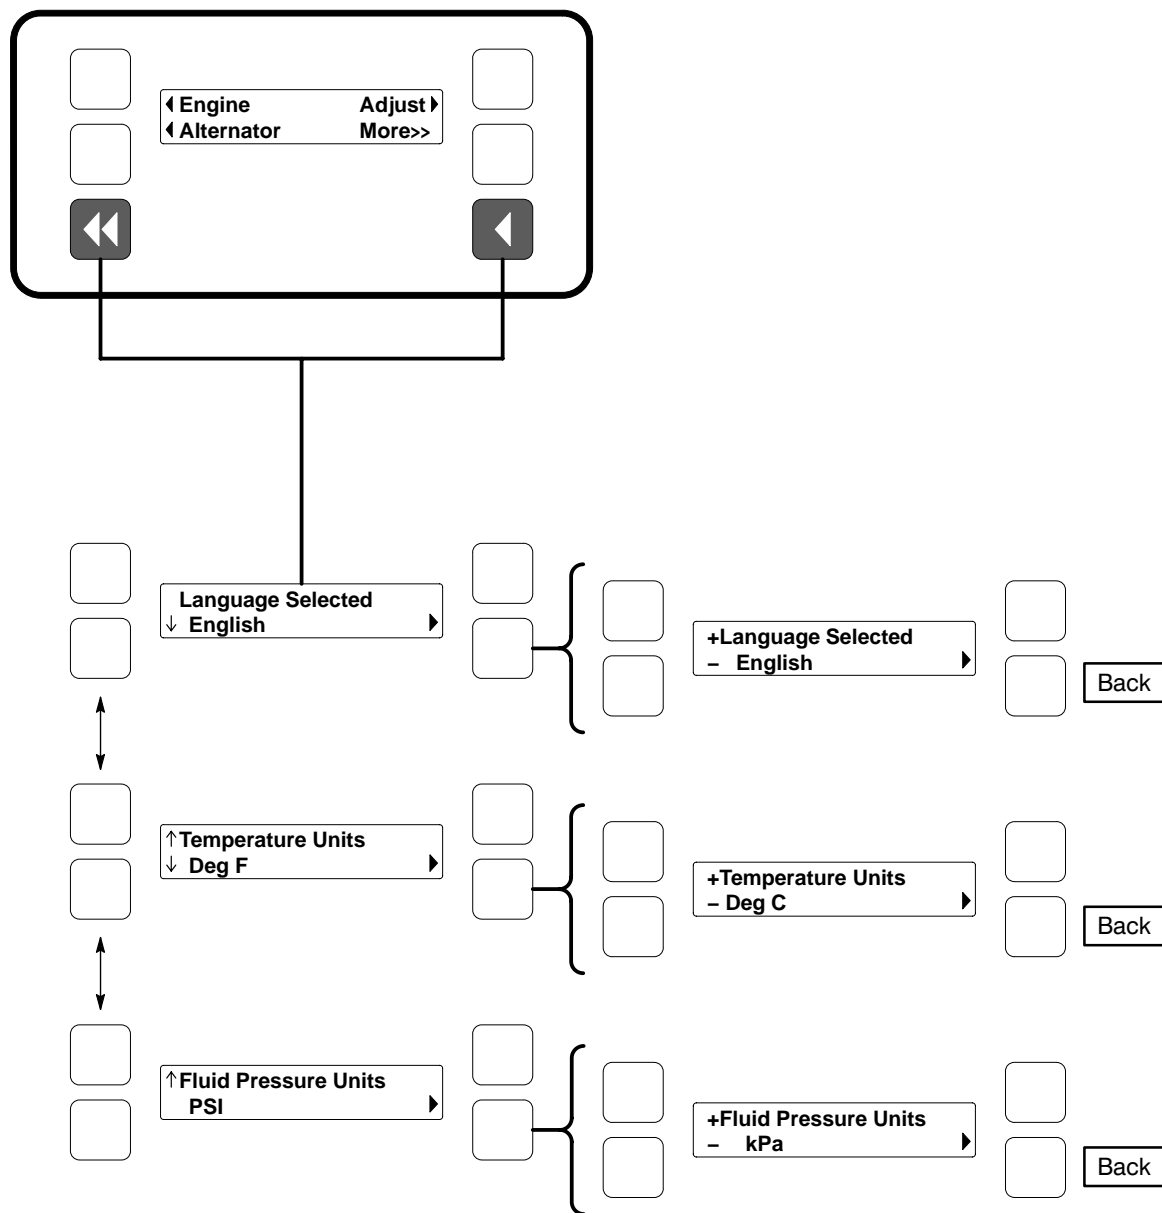 Engine Adjust
Alternator More>>
Language Selected
↓ English
+Language Selected
– English
Back
↑Temperature Units
↓ Deg F
+Temperature Units
– Deg C
Back
↑Fluid Pressure Units
PSI
+Fluid Pressure Units
– kPa
Back